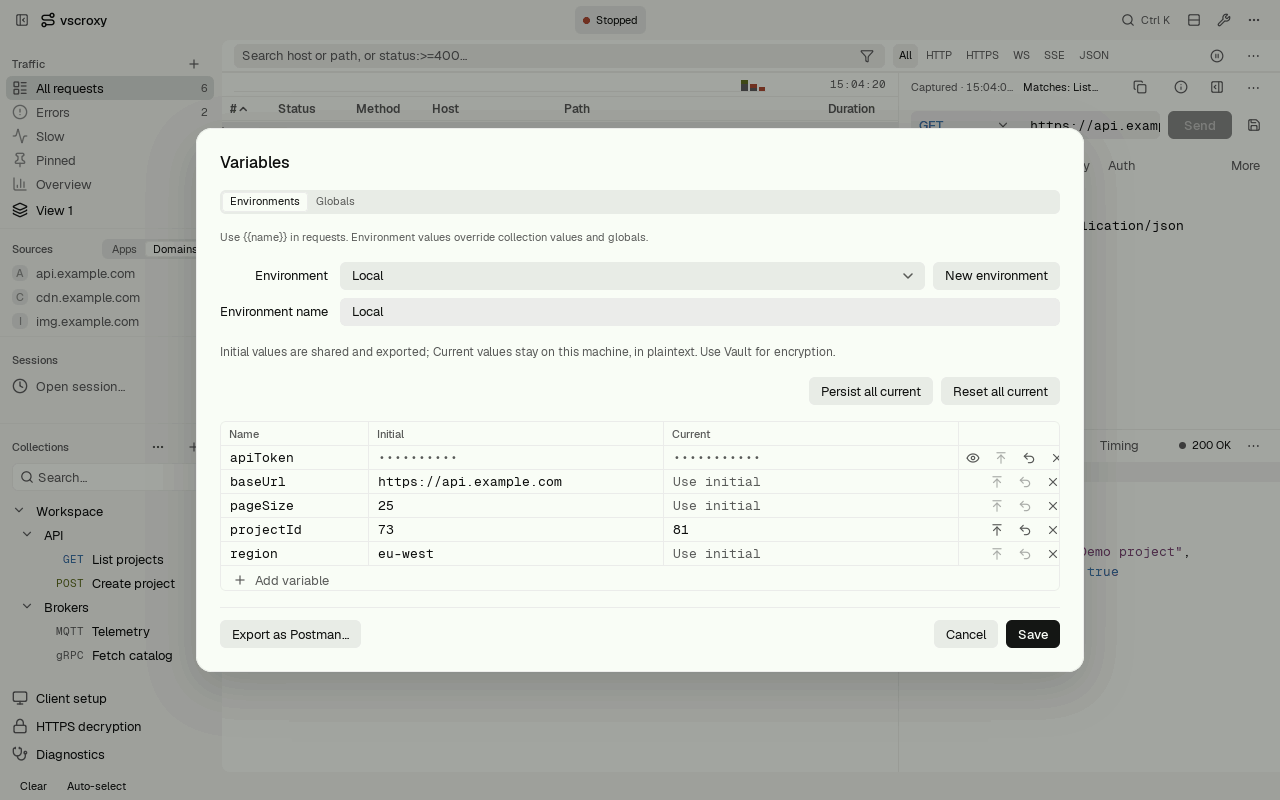 vscroxy
Stopped
Ctrl K
Traffic
Search host or path, or status:>=400…
All HTTP HTTPS WS SSE JSON
All requests 6
Errors 2
Slow
Pinned
Overview
View 1
15:04:20
# Status Method Host Path Duration
Captured · 15:04:0… Matches: List…
GET https://api.examp Send
Auth More
lication/json
Sources Apps Domains
A api.example.com
C cdn.example.com
I img.example.com
Sessions
Open session…
Collections
Search…
Workspace
API
GET List projects
POST Create project
Brokers
MQTT Telemetry
gRPC Fetch catalog
Client setup
HTTPS decryption
Diagnostics
Clear Auto-select
Timing 200 OK
Demo project",
true
Variables
Environments Globals
Use {{name}} in requests. Environment values override collection values and globals.
Environment Local New environment
Environment name Local
Initial values are shared and exported; Current values stay on this machine, in plaintext. Use Vault for encryption.
Persist all current Reset all current
Name Initial Current
apiToken •••••••••• •••••••••••
baseUrl https://api.example.com Use initial
pageSize 25 Use initial
projectId 73 81
region eu-west Use initial
Add variable
Export as Postman… Cancel Save